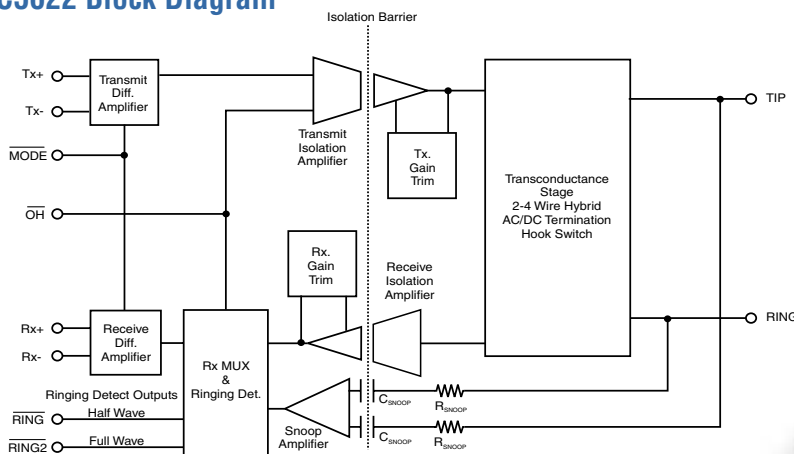 Block Diagram
Isolation Barrier
Tx+
Transmit
Diff.
Amplifier
Tx-
MODE
OH
Transmit
Isolation
Amplifier
Tx.
Gain
Trim
Transconductance
Stage
2-4 Wire Hybrid
AC/DC Termination
Hook Switch
TIP
Rx.
Gain
Trim
Receive
Isolation
Amplifier
RING
Rx+
Rx-
Receive
Diff.
Amplifier
Rx MUX
&
Ringing Det.
Ringing Detect Outputs
RING
Half Wave
RING2
Full Wave
Snoop
Amplifier
CSNOOP
RSNOOP
CSNOOP
RSNOOP